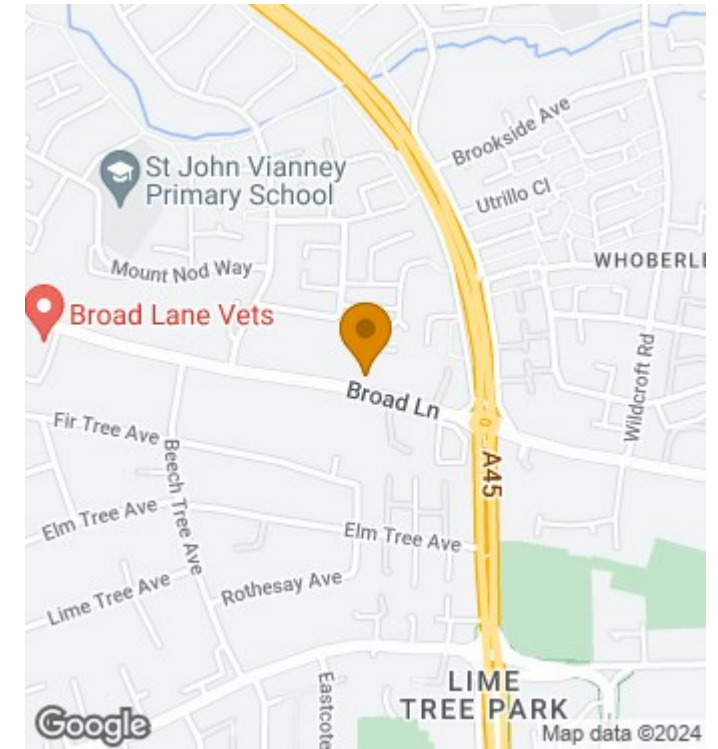 Brookside Ave
St John Vianney
Primary School
Utrillo Cl
Mount Nod Way
WHOBERLE
Broad Lane Vets
Wildcroft Rd
Broad Ln
Fir Tree Ave
Beech Tree Ave
A45
Elm Tree Ave
Elm Tree Ave
Lime Tree Ave
Rothesay Ave
Eastcote
LIME
TREE PARK
Google
Map data ©2024